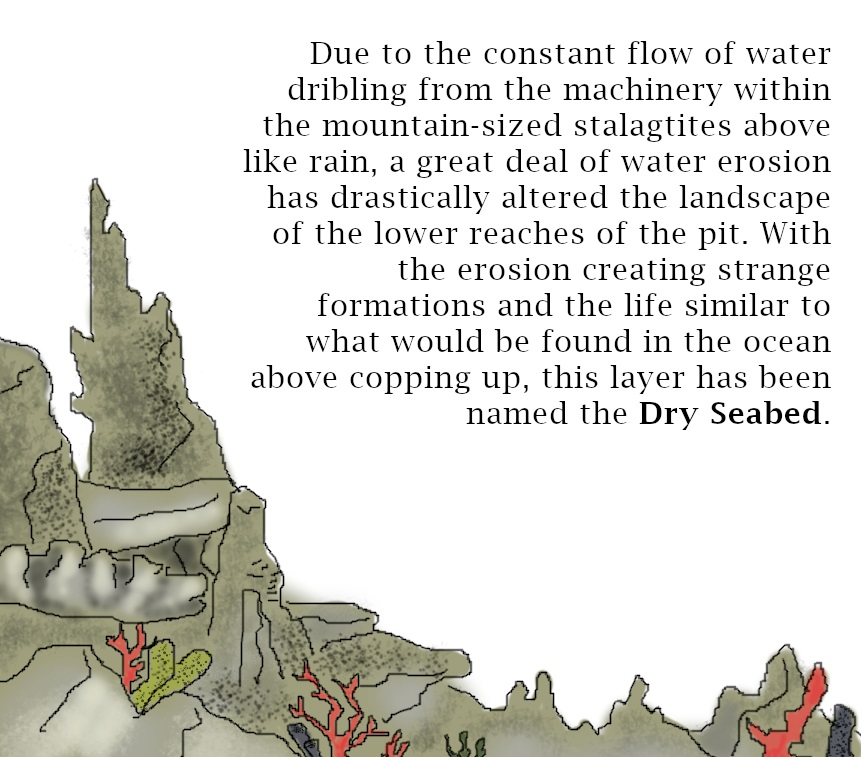 Due to the constant flow of water
dribling from the machinery within
the mountain-sized stalagtites above
like rain, a great deal of water erosion
has drastically altered the landscape
of the lower reaches of the pit. With
the erosion creating strange
formations and the life similar to
what would be found in the ocean
above copping up, this layer has been
named the Dry Seabed.